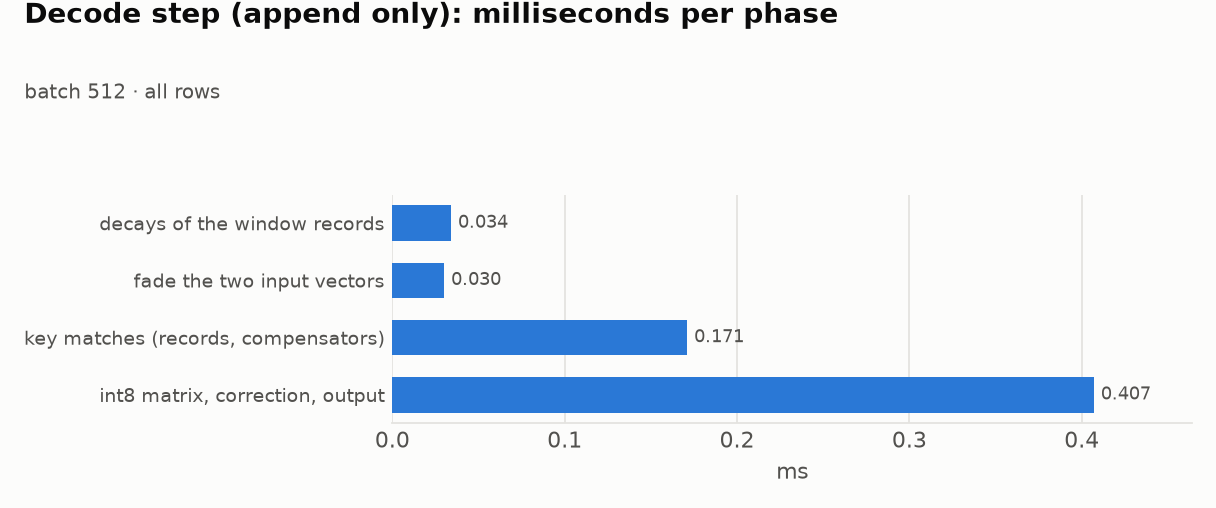 Decode step (append only): milliseconds per phase
batch 512 · all rows
decays of the window records 0.034
fade the two input vectors 0.030
key matches (records, compensators) 0.171
int8 matrix, correction, output 0.407
0.0 0.1 0.2 0.3 0.4
ms